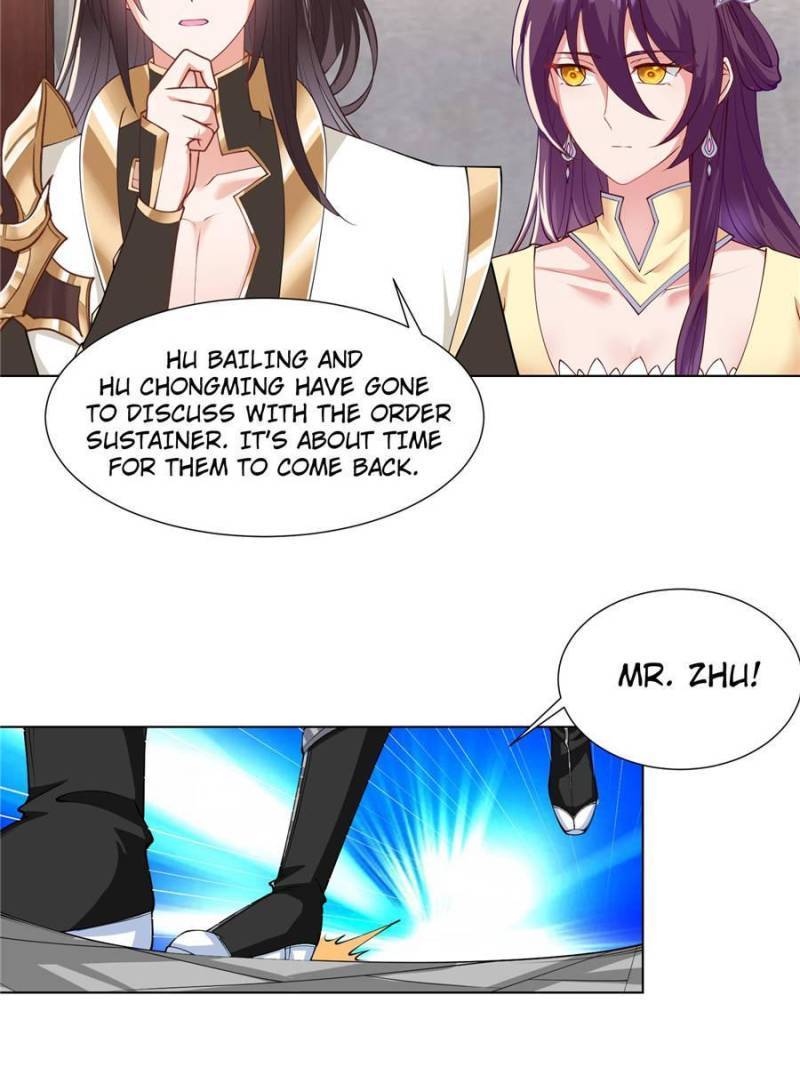 HU BAILING AND
HU CHONGMING HAVE GONE
TO DISCUSS WITH THE ORDER
SUSTAINER. IT'S ABOUT TIME
FOR THEM TO COME BACK.
MR. ZHU!